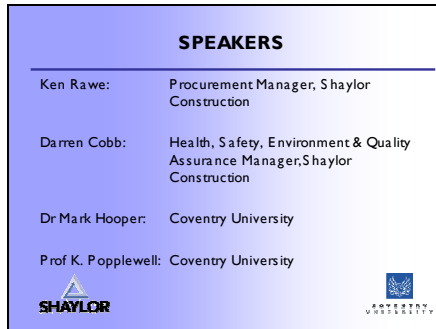 SPEAKERS
Ken Rawe: Procurement Manager, Shaylor
Construction
Darren Cobb: Health, Safety, Environment & Quality
Assurance Manager,Shaylor
Construction
Dr Mark Hooper: Coventry University
Prof K. Popplewell: Coventry University
SHAYLOR
COVENTRY
UNIVERSITY